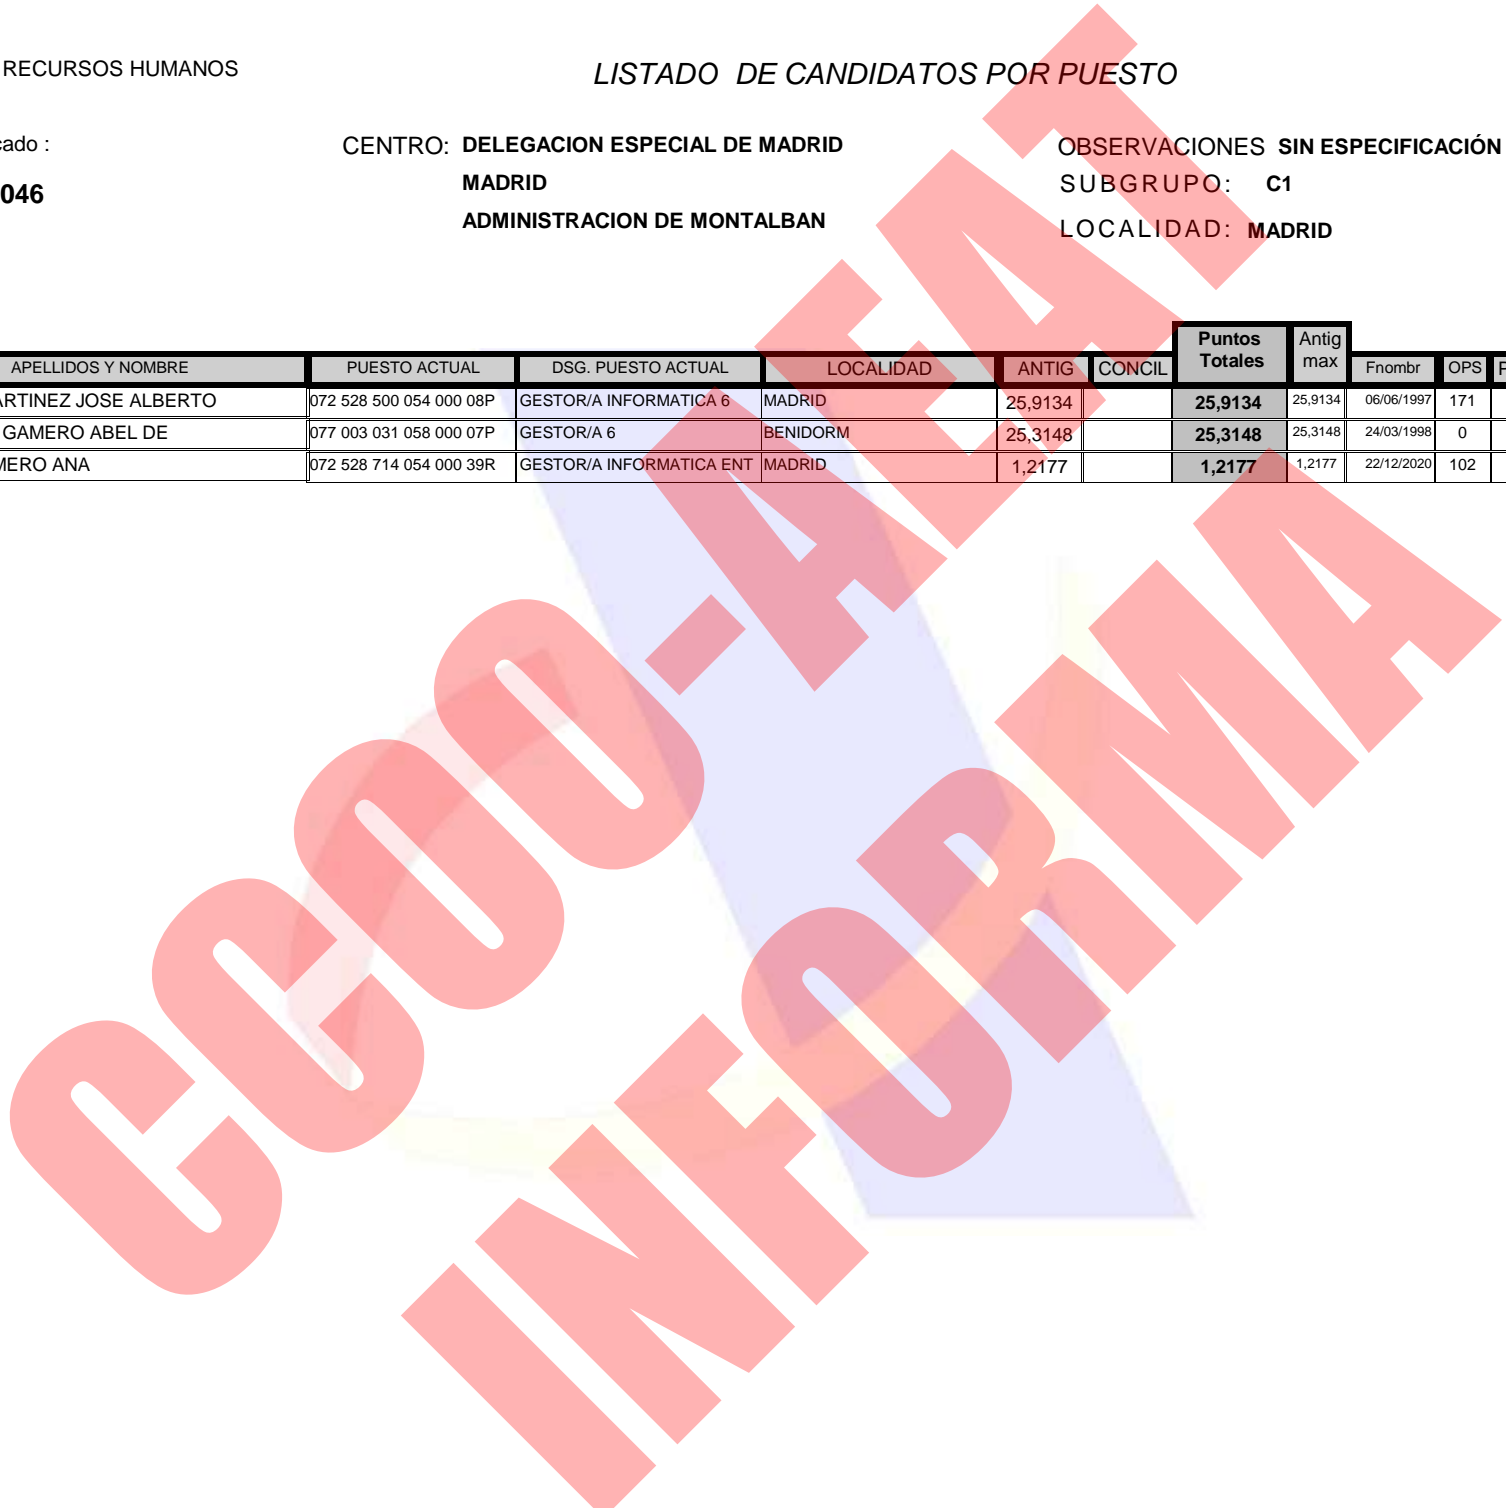 RECURSOS HUMANOS
LISTADO DE CANDIDATOS POR PUESTO
cado :
CENTRO: DELEGACION ESPECIAL DE MADRID
OBSERVACIONES SIN ESPECIFICACIÓN
046
MADRID
SUBGRUPO: C1
ADMINISTRACION DE MONTALBAN
LOCALIDAD: MADRID
APELLIDOS Y NOMBRE PUESTO ACTUAL DSG. PUESTO ACTUAL LOCALIDAD ANTIG CONCIL Puntos Totales Antig max Fnombr OPS P
ARTINEZ JOSE ALBERTO 072 528 500 054 000 08P GESTOR/A INFORMATICA 6 MADRID 25,9134 25,9134 25,9134 06/06/1997 171
GAMERO ABEL DE 077 003 031 058 000 07P GESTOR/A 6 BENIDORM 25,3148 25,3148 25,3148 24/03/1998 0
MERO ANA 072 528 714 054 000 39R GESTOR/A INFORMATICA ENT MADRID 1,2177 1,2177 1,2177 22/12/2020 102
CCOO-AEAT
INFORMA